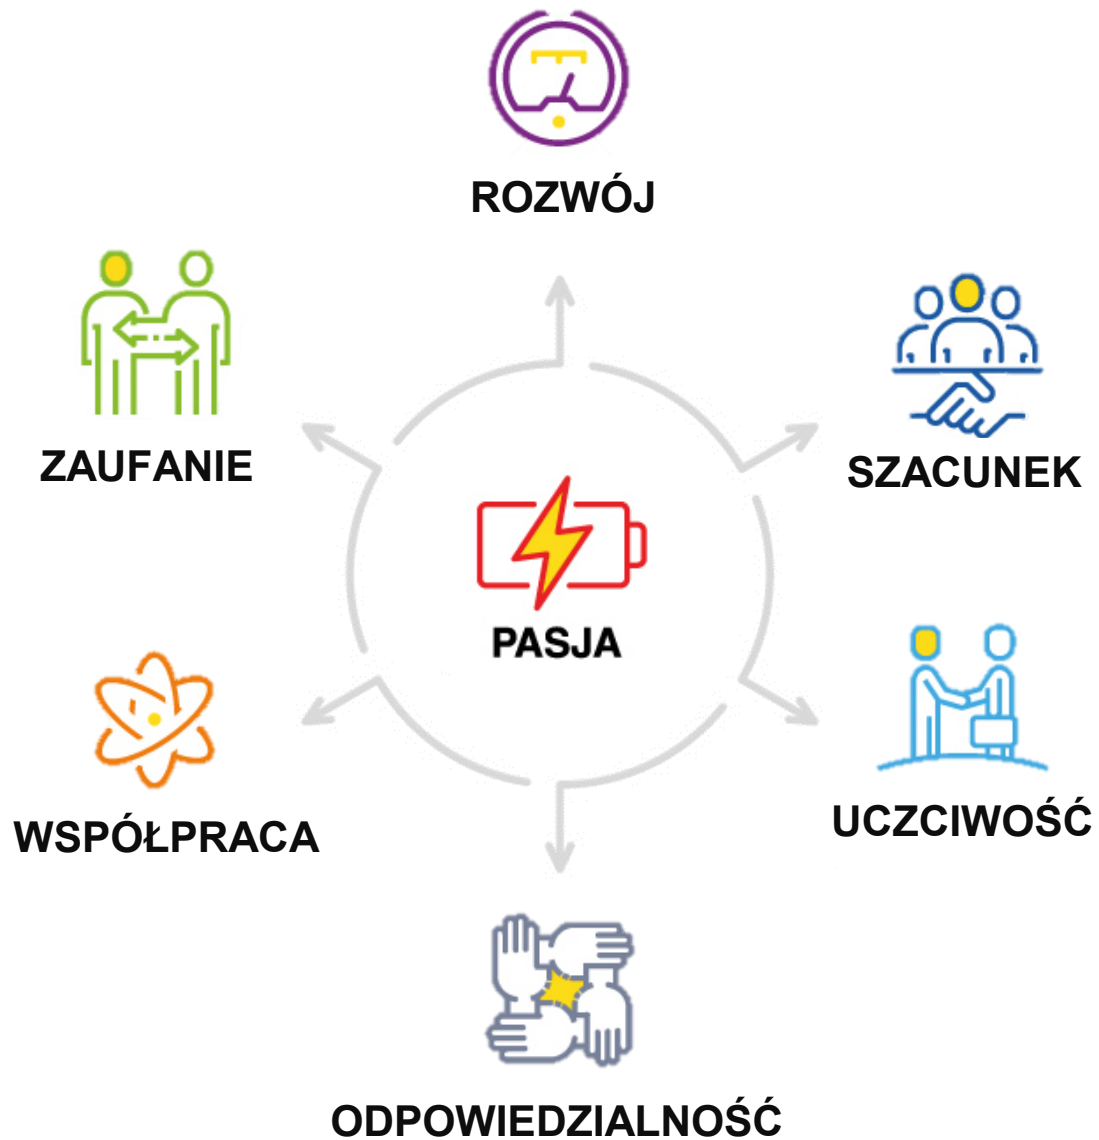 ROZWÓJ
ZAUFANIE
SZACUNEK
PASJA
WSPÓŁPRACA
UCZCIWOŚĆ
ODPOWIEDZIALNOŚĆ